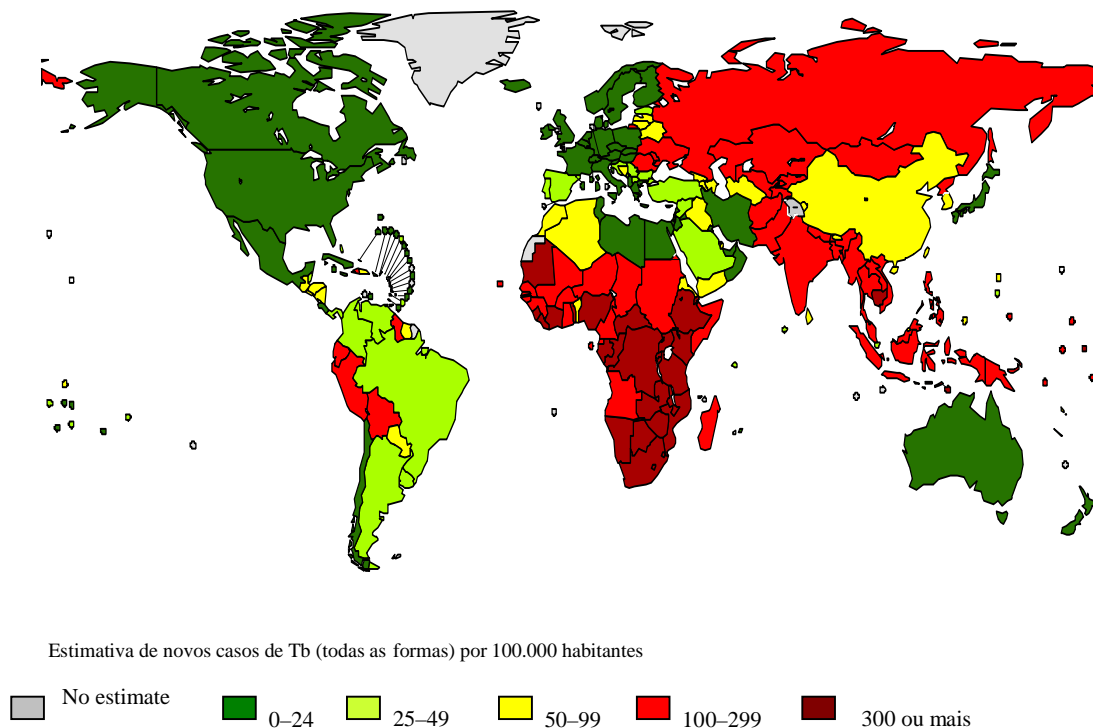 Estimativa de novos casos de Tb (todas as formas) por 100.000 habitantes
No estimate
0–24
25–49
50–99
100–299
300 ou mais